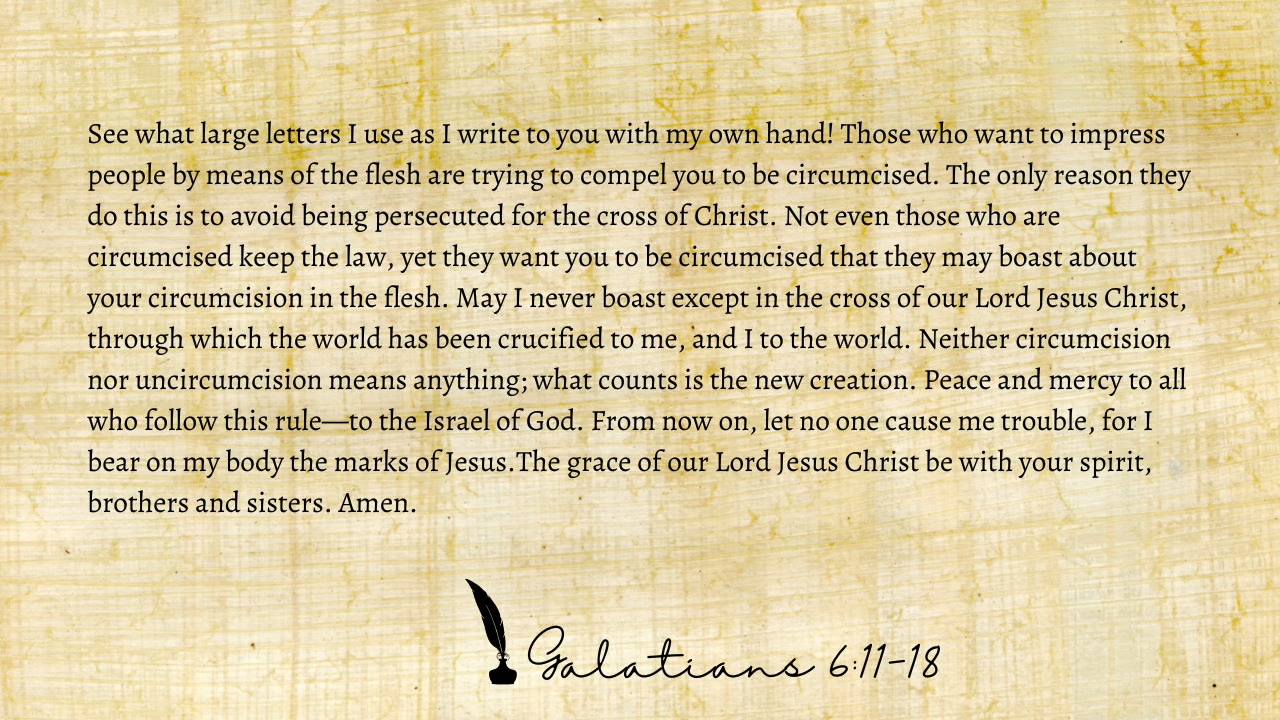 See what large letters I use as I write to you with my own hand! Those who want to impress
people by means of the flesh are trying to compel you to be circumcised. The only reason they
do this is to avoid being persecuted for the cross of Christ. Not even those who are
circumcised keep the law, yet they want you to be circumcised that they may boast about
your circumcision in the flesh. May I never boast except in the cross of our Lord Jesus Christ,
through which the world has been crucified to me, and I to the world. Neither circumcision
nor uncircumcision means anything; what counts is the new creation. Peace and mercy to all
who follow this rule—to the Israel of God. From now on, let no one cause me trouble, for I
bear on my body the marks of Jesus.The grace of our Lord Jesus Christ be with your spirit,
brothers and sisters. Amen.
Galatians 6:11-18